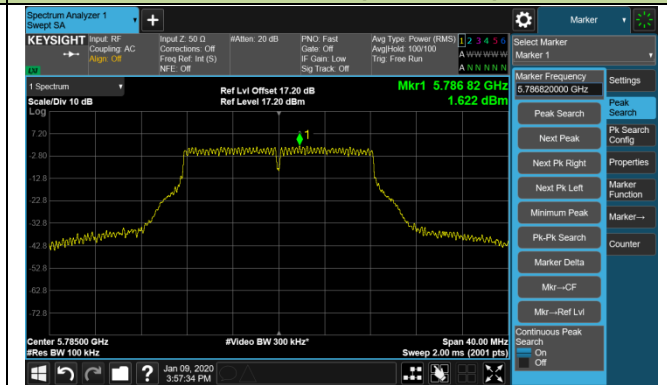 Spectrum Analyzer 1
Swept SA
+
Marker
KEYSIGHT
Input: RF
Coupling: AC
Align: Off
Input Z: 50 Ω
Corrections: Off
Freq Ref: Int (S)
NFE: Off
#Atten: 20 dB
PNO: Fast
Gate: Off
IF Gain: Low
Sig Track: Off
Avg Type: Power (RMS)
Avg|Hold: 100/100
Trig: Free Run
1 2 3 4 5 6
A W W W W W
A N N N N N
LW
Select Marker
Marker 1
1 Spectrum
Scale/Div 10 dB
Log
Ref Lvl Offset 17.20 dB
Ref Level 17.20 dBm
Mkr1 5.786 82 GHz
1.622 dBm
7.20
-2.80
-12.8
-22.8
-32.8
-42.8
-52.8
-62.8
-72.8
1
Center 5.78500 GHz
#Res BW 100 kHz
#Video BW 300 kHz*
Span 40.00 MHz
Sweep 2.00 ms (2001 pts)
Marker Frequency
5.786820000 GHz
Peak Search
Next Peak
Next Pk Right
Next Pk Left
Minimum Peak
Pk-Pk Search
Marker Delta
Mkr→CF
Mkr→Ref Lvl
Continuous Peak
Search
On
Off
Settings
Peak
Search
Pk Search
Config
Properties
Marker
Function
Marker→
Counter
?
Jan 09, 2020
3:57:34 PM